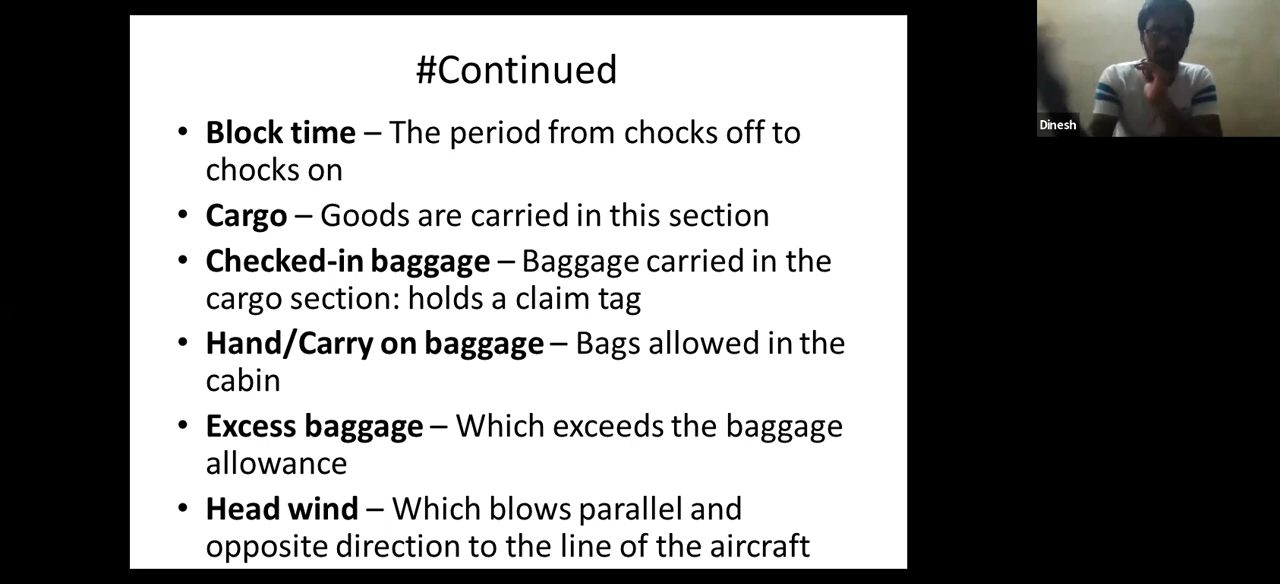 #Continued
• Block time – The period from chocks off to
chocks on
• Cargo – Goods are carried in this section
• Checked-in baggage – Baggage carried in the
cargo section: holds a claim tag
• Hand/Carry on baggage – Bags allowed in the
cabin
• Excess baggage – Which exceeds the baggage
allowance
• Head wind – Which blows parallel and
opposite direction to the line of the aircraft
Dinesh